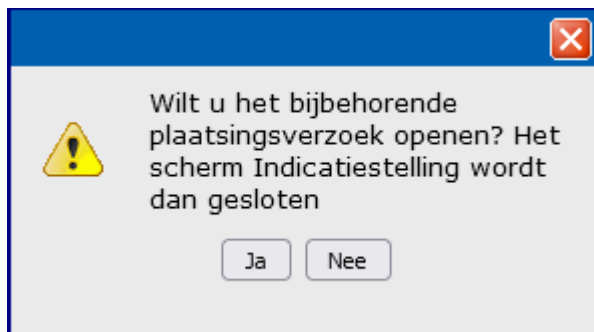 Wilt u het bijbehorende
plaatsingsverzoek openen? Het
scherm Indicatiestelling wordt
dan gesloten
Ja Nee